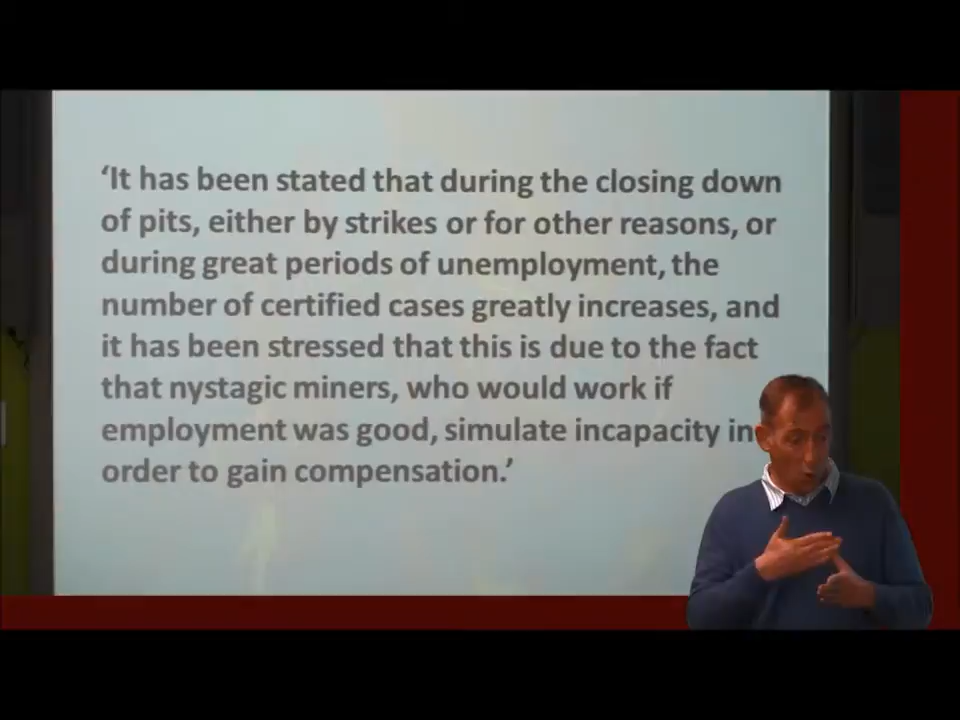 ‘It has been stated that during the closing down
of pits, either by strikes or for other reasons, or
during great periods of unemployment, the
number of certified cases greatly increases, and
it has been stressed that this is due to the fact
that nystagic miners, who would work if
employment was good, simulate incapacity in
order to gain compensation.’